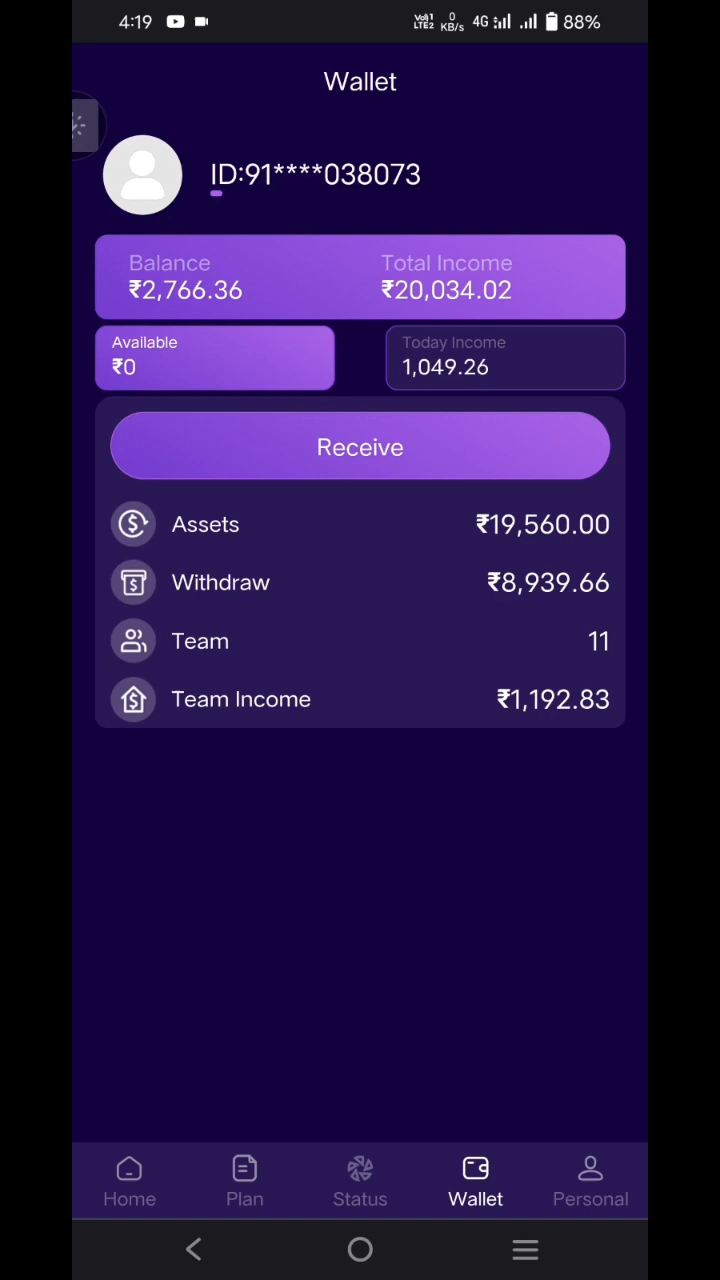 4:19 Vo)) 1 LTE2 0 KB/s 4G 88%
Wallet
ID:91****038073
Balance Total Income
₹2,766.36 ₹20,034.02
Available Today Income
₹0 1,049.26
Receive
Assets ₹19,560.00
Withdraw ₹8,939.66
Team 11
Team Income ₹1,192.83
Home Plan Status Wallet Personal